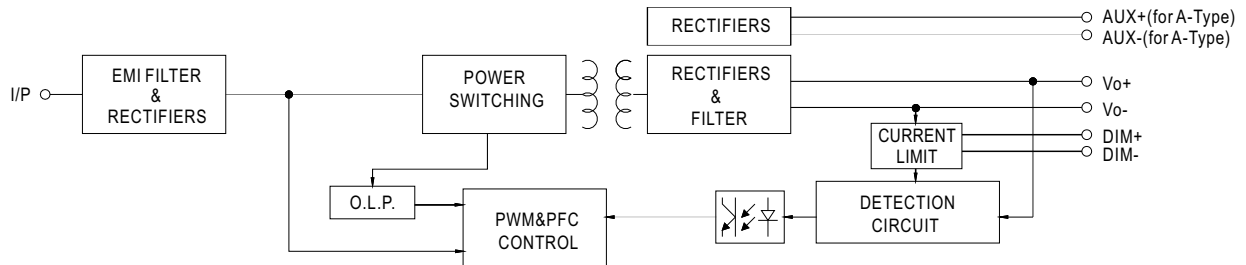 RECTIFIERS
AUX+(for A-Type)
AUX-(for A-Type)
I/P
EMI FILTER
&
RECTIFIERS
POWER
SWITCHING
RECTIFIERS
&
FILTER
Vo+
Vo-
CURRENT
LIMIT
DIM+
DIM-
O.L.P.
PWM&PFC
CONTROL
DETECTION
CIRCUIT